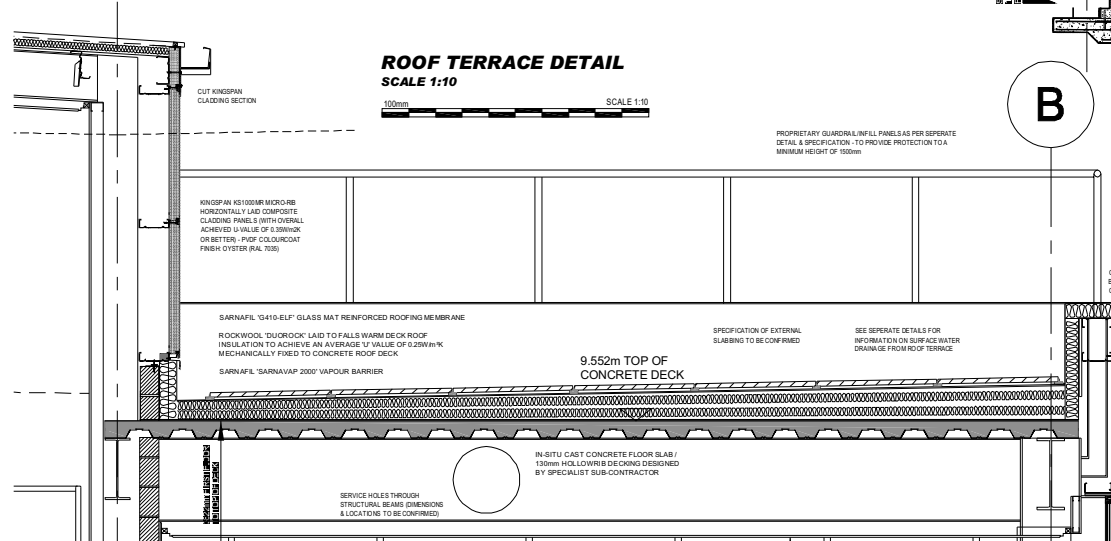 ROOF TERRACE DETAIL
SCALE 1:10
100mm
SCALE 1:10
B
CUT KINGSPAN
CLADDING SECTION
PROPRIETARY GUARDRAIL/INFILL PANELS AS PER SEPERATE
DETAIL & SPECIFICATION - TO PROVIDE PROTECTION TO A
MINIMUM HEIGHT OF 1500mm
KINGSPAN KS1000MR MICRO-RIB
HORIZONTALLY LAID COMPOSITE
CLADDING PANELS (WITH OVERALL
ACHIEVED U-VALUE OF 0.35W/m2K
OR BETTER) - PVDF COLOURCOAT
FINISH: OYSTER (RAL 7035)
SARNAFIL 'G410-ELF' GLASS MAT REINFORCED ROOFING MEMBRANE
ROCKWOOL 'DUOROCK' LAID TO FALLS WARM DECK ROOF
INSULATION TO ACHIEVE AN AVERAGE 'U' VALUE OF 0.25W/m²K
MECHANICALLY FIXED TO CONCRETE ROOF DECK
SARNAFIL 'SARNAVAP 2000' VAPOUR BARRIER
SPECIFICATION OF EXTERNAL
SLABBING TO BE CONFIRMED
SEE SEPERATE DETAILS FOR
INFORMATION ON SURFACE WATER
DRAINAGE FROM ROOF TERRACE
9.552m TOP OF
CONCRETE DECK
IN-SITU CAST CONCRETE FLOOR SLAB /
130mm HOLLOWRIB DECKING DESIGNED
BY SPECIALIST SUB-CONTRACTOR
SERVICE HOLES THROUGH
STRUCTURAL BEAMS (DIMENSIONS
& LOCATIONS TO BE CONFIRMED)